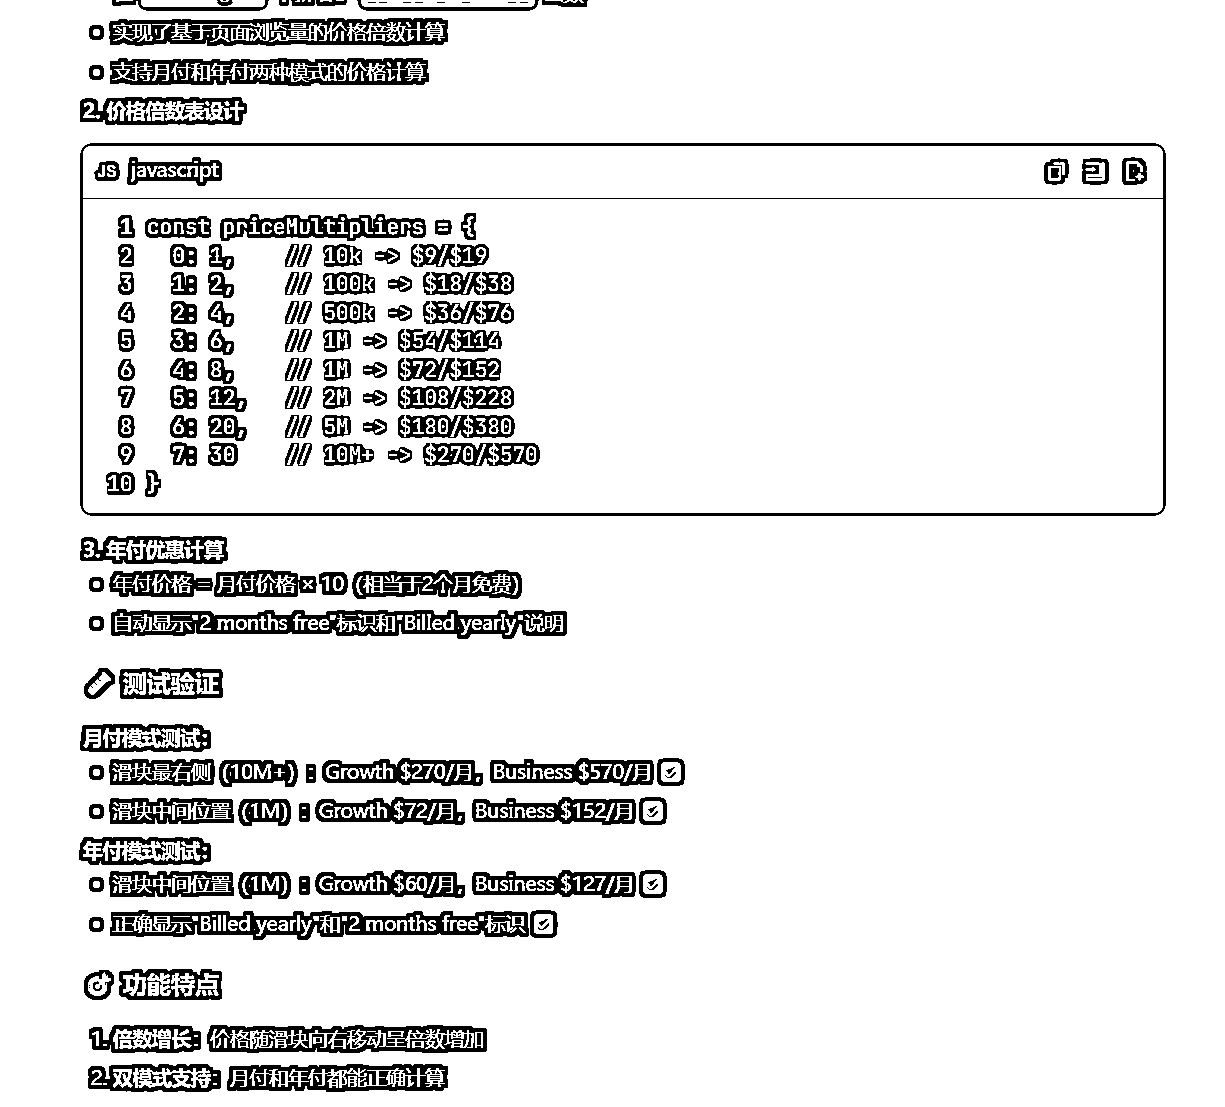 实现了基于页面浏览量的价格倍数计算
支持月付和年付两种模式的价格计算
2. 价格倍数表设计
JS javascript
1 const priceMultipliers = {
2 0: 1, // 10k => $9/$19
3 1: 2, // 100k => $18/$38
4 2: 4, // 500k => $36/$76
5 3: 6, // 1M => $54/$114
6 4: 8, // 1M => $72/$152
7 5: 12, // 2M => $108/$228
8 6: 20, // 5M => $180/$380
9 7: 30 // 10M+ => $270/$570
10 }
3. 年付优惠计算
年付价格 = 月付价格 × 10 (相当于2个月免费)
自动显示"2 months free"标识和"Billed yearly"说明
测试验证
月付模式测试：
滑块最右侧 (10M+) ：Growth $270/月，Business $570/月
滑块中间位置 (1M) ：Growth $72/月，Business $152/月
年付模式测试：
滑块中间位置 (1M) ：Growth $60/月，Business $127/月
正确显示"Billed yearly"和"2 months free"标识
功能特点
1. 倍数增长：价格随滑块向右移动呈倍数增加
2. 双模式支持：月付和年付都能正确计算